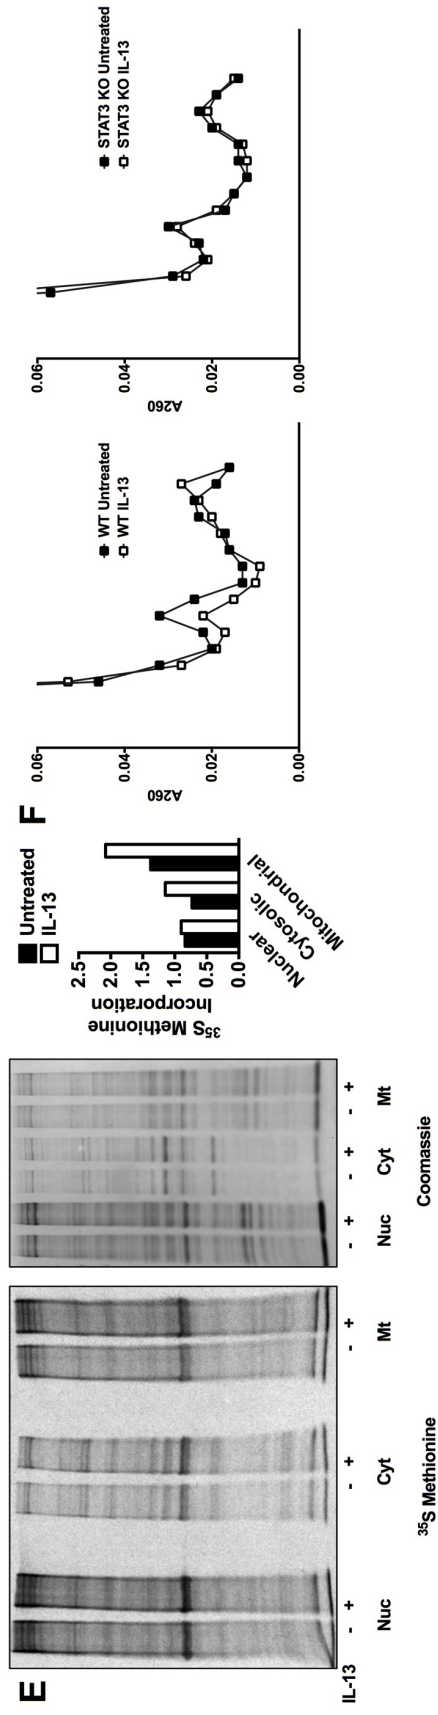 E
IL-13
- + - + - +
Nuc Cyt Mt
35S Methionine
- + - + - +
Nuc Cyt Mt
Coomassie
Untreated
IL-13
35S Methionine
Incorporation
2.5
2.0
1.5
1.0
0.5
0.0
Nuclear
Cytosolic
Mitochondrial
F
A260
0.06
0.04
0.02
0.00
WT Untreated
WT IL-13
A260
0.06
0.04
0.02
0.00
STAT3 KO Untreated
STAT3 KO IL-13